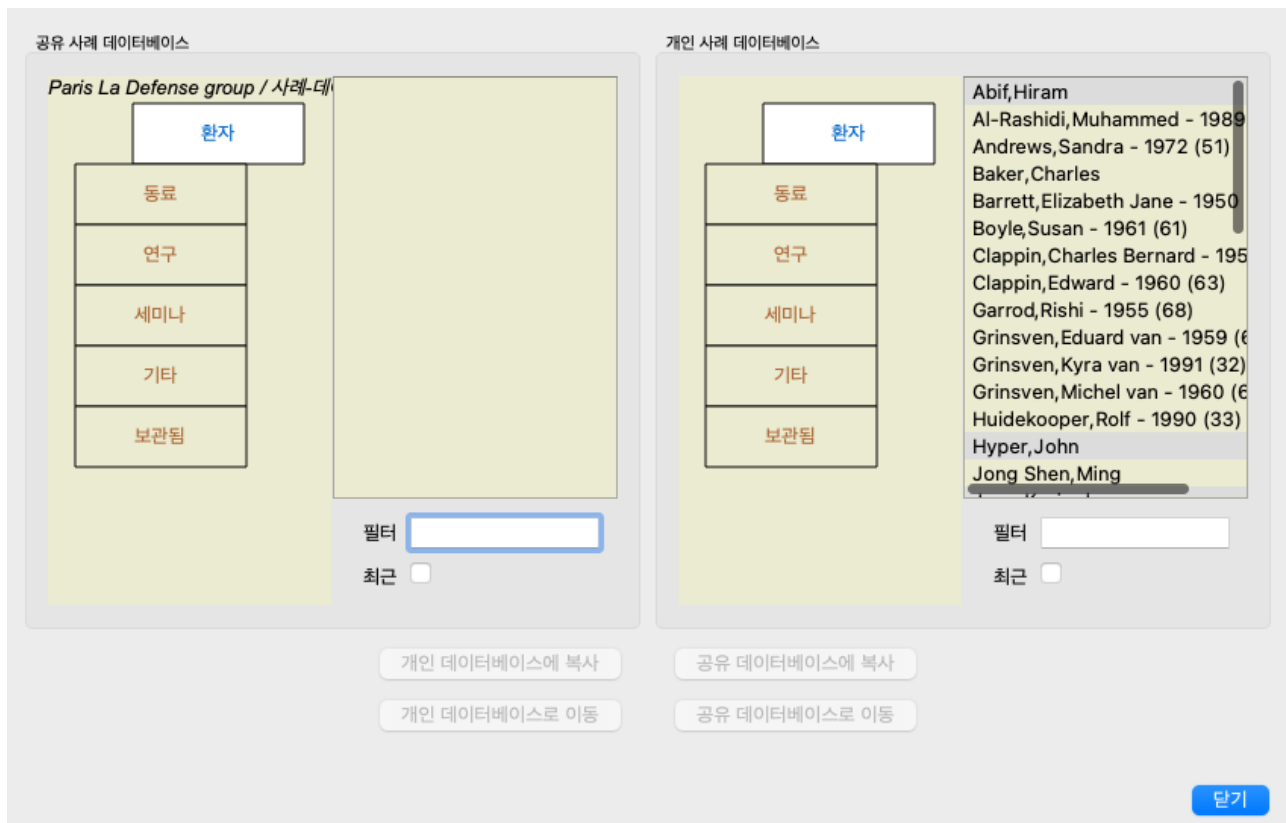 공유 사례 데이터베이스
Paris La Defense group / 사례-데
환자
동료
연구
세미나
기타
보관됨
필터
최근
개인 사례 데이터베이스
환자
동료
연구
세미나
기타
보관됨
Abif,Hiram
Al-Rashidi,Muhammed - 1989
Andrews,Sandra - 1972 (51)
Baker,Charles
Barrett,Elizabeth Jane - 1950
Boyle,Susan - 1961 (61)
Clappin,Charles Bernard - 195
Clappin,Edward - 1960 (63)
Garrod,Rishi - 1955 (68)
Grinsven,Eduard van - 1959 (6
Grinsven,Kyra van - 1991 (32)
Grinsven,Michel van - 1960 (6
Huidekooper,Rolf - 1990 (33)
Hyper,John
Jong Shen,Ming
필터
최근
개인 데이터베이스에 복사
공유 데이터베이스에 복사
개인 데이터베이스로 이동
공유 데이터베이스로 이동
닫기